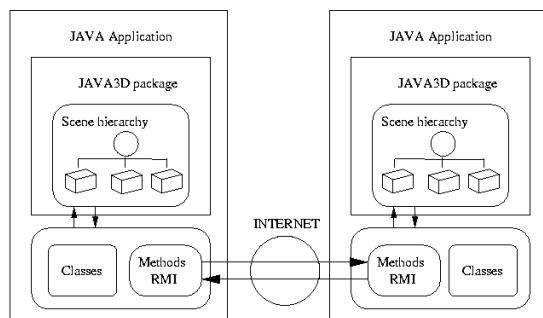 JAVA Application
JAVA3D package
Scene hierarchy
Classes
Methods
RMI
INTERNET
JAVA Application
JAVA3D package
Scene hierarchy
Methods
RMI
Classes